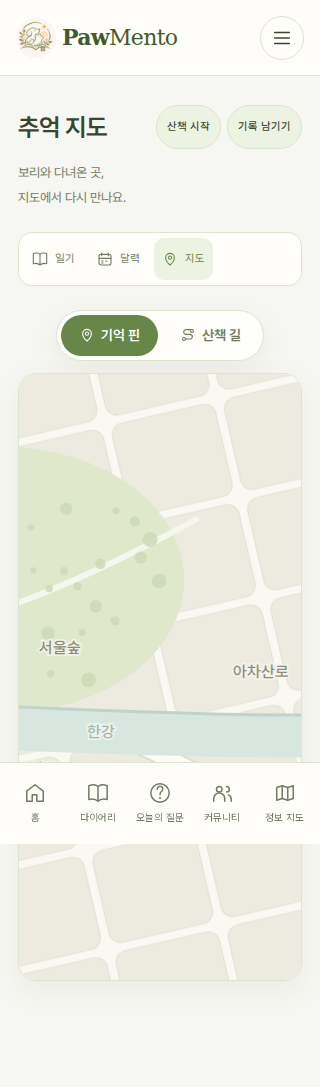 PawMento
추억 지도
산책 시작
기록 남기기
보리와 다녀온 곳,
지도에서 다시 만나요.
일기
달력
지도
기억 핀
산책 길
서울숲
아차산로
한강
홈
다이어리
오늘의 질문
커뮤니티
정보 지도